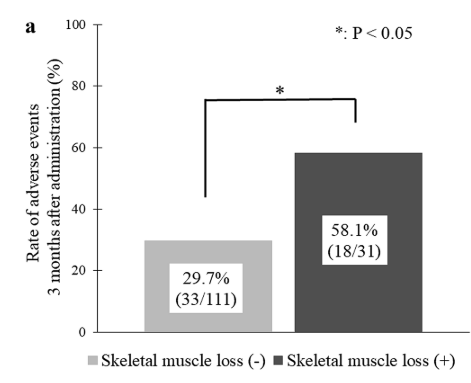 a
*: P < 0.05
Rate of adverse events
3 months after administration (%)
100
80
60
40
20
0
*
29.7%
(33/111)
58.1%
(18/31)
Skeletal muscle loss (-)
Skeletal muscle loss (+)